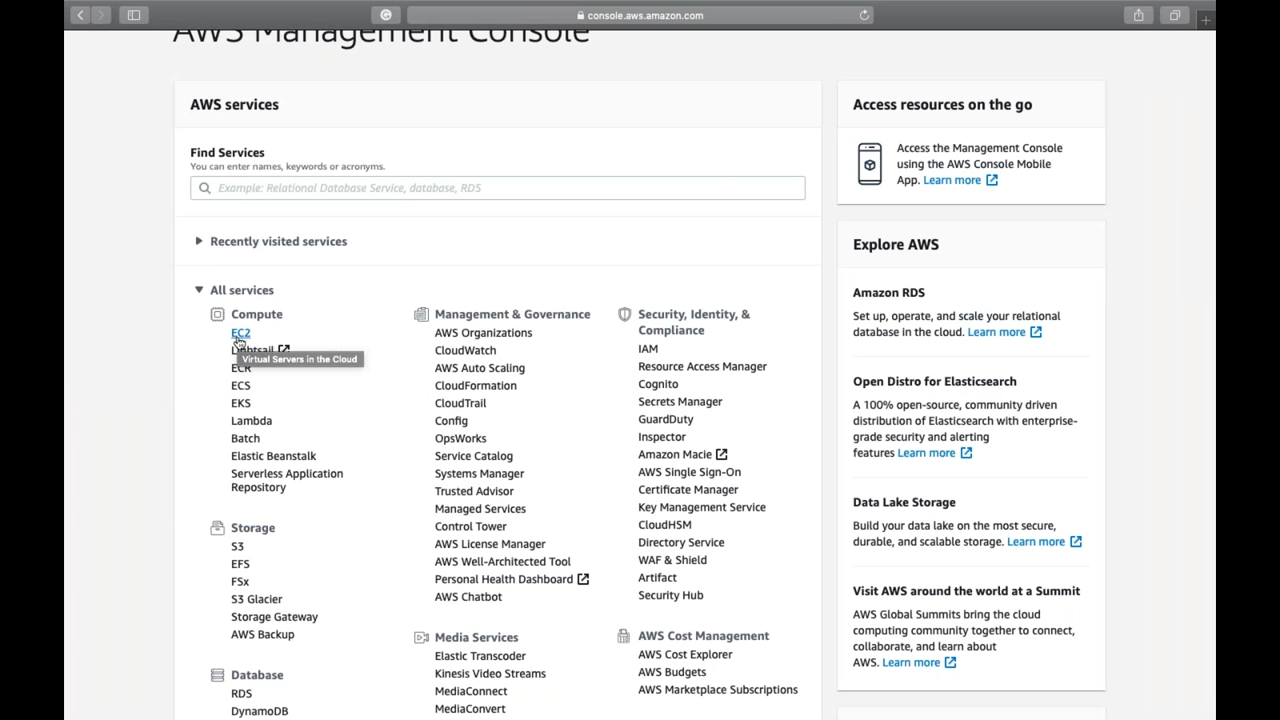 console.aws.amazon.com
AWS Management Console
AWS services
Find Services
You can enter names, keywords or acronyms.
Example: Relational Database Service, database, RDS
Recently visited services
All services
Compute
EC2
Lightsail
Virtual Servers in the Cloud
ECR
ECS
EKS
Lambda
Batch
Elastic Beanstalk
Serverless Application
Repository
Storage
S3
EFS
FSx
S3 Glacier
Storage Gateway
AWS Backup
Database
RDS
DynamoDB
Management & Governance
AWS Organizations
CloudWatch
AWS Auto Scaling
CloudFormation
CloudTrail
Config
OpsWorks
Service Catalog
Systems Manager
Trusted Advisor
Managed Services
Control Tower
AWS License Manager
AWS Well-Architected Tool
Personal Health Dashboard
AWS Chatbot
Media Services
Elastic Transcoder
Kinesis Video Streams
MediaConnect
MediaConvert
Security, Identity, &
Compliance
IAM
Resource Access Manager
Cognito
Secrets Manager
GuardDuty
Inspector
Amazon Macie
AWS Single Sign-On
Certificate Manager
Key Management Service
CloudHSM
Directory Service
WAF & Shield
Artifact
Security Hub
AWS Cost Management
AWS Cost Explorer
AWS Budgets
AWS Marketplace Subscriptions
Access resources on the go
Access the Management Console
using the AWS Console Mobile
App. Learn more
Explore AWS
Amazon RDS
Set up, operate, and scale your relational
database in the cloud. Learn more
Open Distro for Elasticsearch
A 100% open-source, community driven
distribution of Elasticsearch with enterprise-
grade security and alerting
features Learn more
Data Lake Storage
Build your data lake on the most secure,
durable, and scalable storage. Learn more
Visit AWS around the world at a Summit
AWS Global Summits bring the cloud
computing community together to connect,
collaborate, and learn about
AWS. Learn more